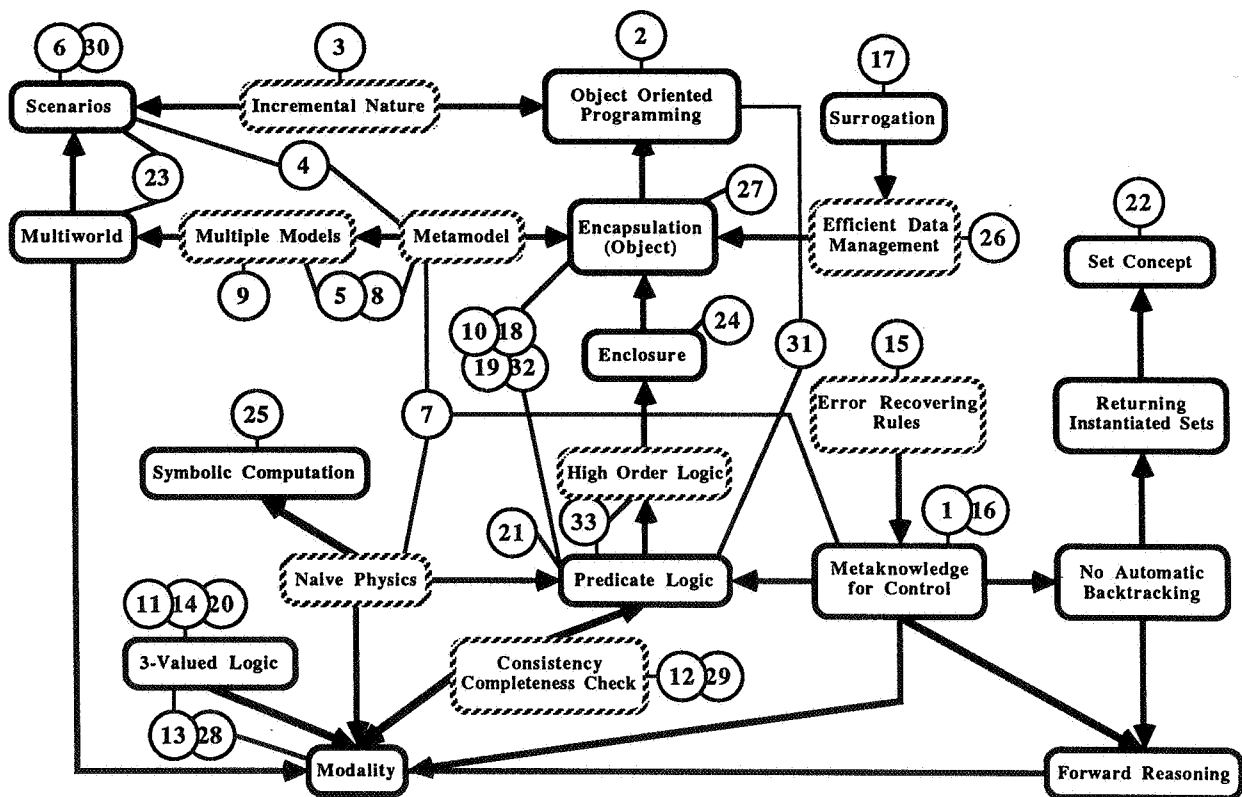 6 30
3
2
17
Scenarios
Incremental Nature
Object Oriented
Programming
Surrogation
4
23
27
22
Multiworld
Multiple Models
Metamodel
Encapsulation
(Object)
Efficient Data
Management
26
Set Concept
9
5 8
10 18
19 32
24
Enclosure
31
15
25
7
Error Recovering
Rules
Returning
Instantiated Sets
Symbolic Computation
High Order Logic
21
33
1 16
Naive Physics
Predicate Logic
Metaknowledge
for Control
No Automatic
Backtracking
11 14 20
3-Valued Logic
Consistency
Completeness Check
12 29
13 28
Modality
Forward Reasoning